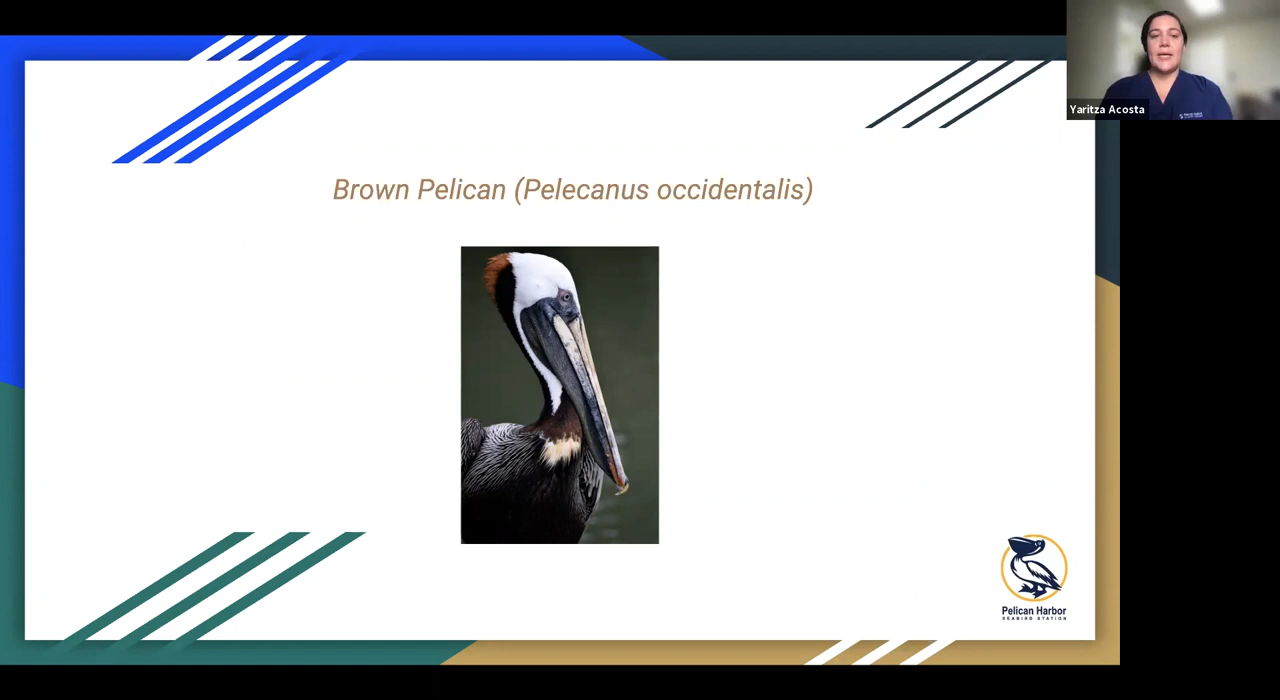 Yaritza Acosta
Brown Pelican (Pelecanus occidentalis)
Pelican Harbor
SEABIRD STATION